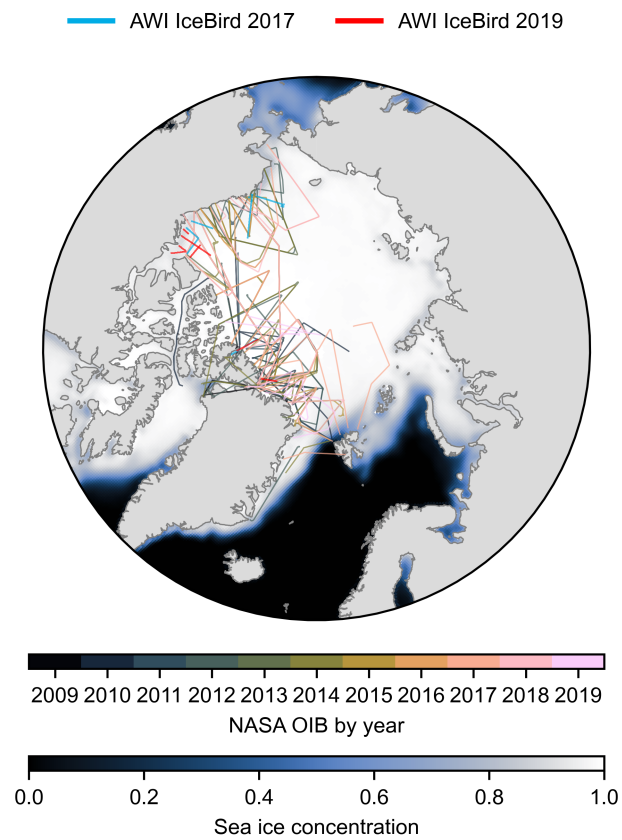 AWI IceBird 2017 AWI IceBird 2019
2009 2010 2011 2012 2013 2014 2015 2016 2017 2018 2019
NASA OIB by year
0.0 0.2 0.4 0.6 0.8 1.0
Sea ice concentration